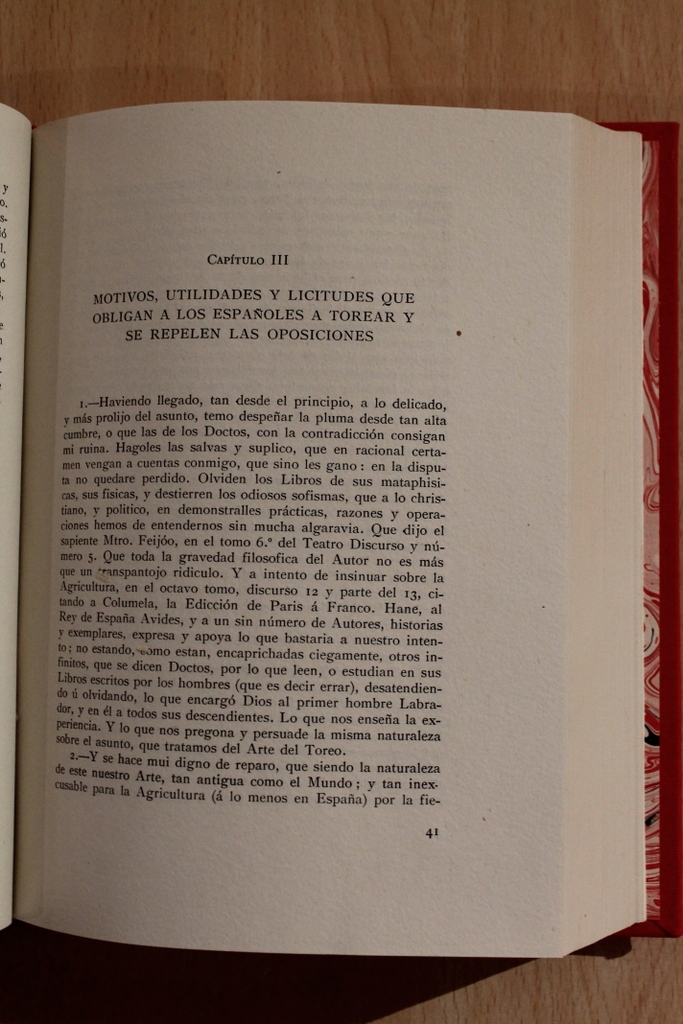 CAPÍTULO III
MOTIVOS, UTILIDADES Y LICITUDES QUE
OBLIGAN A LOS ESPAÑOLES A TOREAR Y
SE REPELEN LAS OPOSICIONES
1.—Haviendo llegado, tan desde el principio, a lo delicado,
y más prolijo del asunto, temo despeñar la pluma desde tan alta
cumbre, o que las de los Doctos, con la contradicción consigan
mi ruina. Hagoles las salvas y suplico, que en racional certa-
men vengan a cuentas conmigo, que sino les gano: en la dispu-
ta no quedare perdido. Olviden los Libros de sus mataphisi-
cas, sus fisicas, y destierren los odiosos sofismas, que a lo chris-
tiano, y politico, en demonstralles prácticas, razones y opera-
ciones hemos de entendernos sin mucha algaravia. Que dijo el
sapiente Mtro. Feijóo, en el tomo 6.º del Teatro Discurso y nú-
mero 5. Que toda la gravedad filosofica del Autor no es más
que un transpantojo ridiculo. Y a intento de insinuar sobre la
Agricultura, en el octavo tomo, discurso 12 y parte del 13, ci-
tando a Columela, la Edicción de Paris á Franco. Hane, al
Rey de España Avides, y a un sin número de Autores, historias
y exemplares, expresa y apoya lo que bastaria a nuestro inten-
to; no estando, como estan, encaprichadas ciegamente, otros in-
finitos, que se dicen Doctos, por lo que leen, o estudian en sus
Libros escritos por los hombres (que es decir errar), desatendien-
do ú olvidando, lo que encargó Dios al primer hombre Labra-
dor, y en él a todos sus descendientes. Lo que nos enseña la ex-
periencia. Y lo que nos pregona y persuade la misma naturaleza
sobre el asunto, que tratamos del Arte del Toreo.
2.—Y se hace mui digno de reparo, que siendo la naturaleza
de este nuestro Arte, tan antigua como el Mundo; y tan inex-
cusable para la Agricultura (á lo menos en España) por la fie-
41